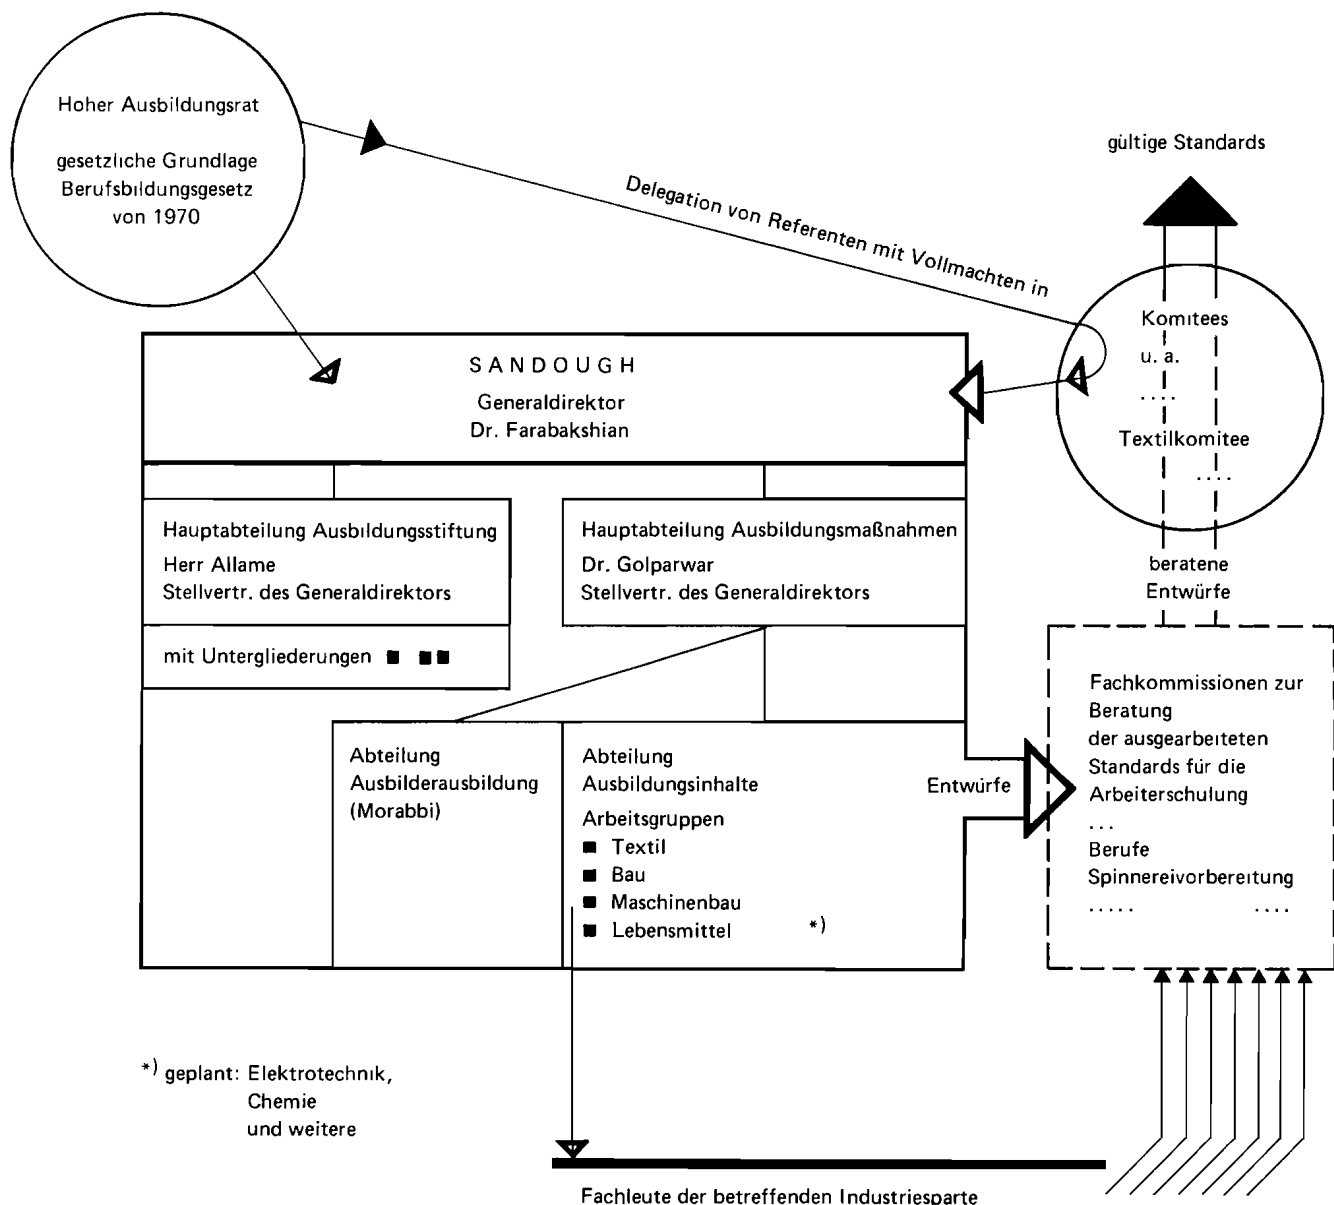 Hoher Ausbildungsrat
gesetzliche Grundlage
Berufsbildungsgesetz
von 1970
Delegation von Referenten mit Vollmachten in
gültige Standards
Komitees
u. a.
. . . .
Textilkomitee
. . . .
SANDOUGH
Generaldirektor
Dr. Farabakshian
Hauptabteilung Ausbildungsstiftung
Herr Allame
Stellvertr. des Generaldirektors
mit Untergliederungen ■ ■■
Hauptabteilung Ausbildungsmaßnahmen
Dr. Golparwar
Stellvertr. des Generaldirektors
beratene
Entwürfe
Abteilung
Ausbilderausbildung
(Morabbi)
Abteilung
Ausbildungsinhalte
Arbeitsgruppen
■ Textil
■ Bau
■ Maschinenbau
■ Lebensmittel *)
Entwürfe
Fachkommissionen zur
Beratung
der ausgearbeiteten
Standards für die
Arbeiterschulung
. . .
Berufe
Spinnereivorbereitung
. . . . . . . . .
*) geplant: Elektrotechnik,
Chemie
und weitere
Fachleute der betreffenden Industriesparte